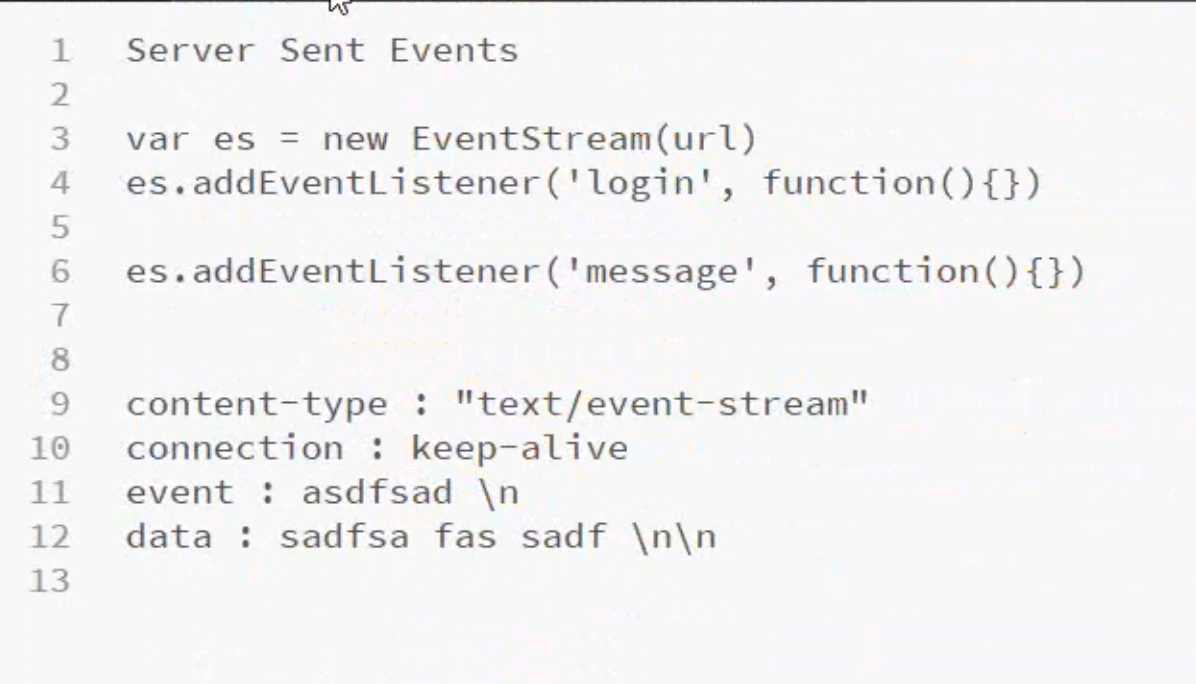 1 Server Sent Events
2
3 var es = new EventStream(url)
4 es.addEventListener('login', function(){})
5
6 es.addEventListener('message', function(){})
7
8
9 content-type : "text/event-stream"
10 connection : keep-alive
11 event : asdfsad \n
12 data : sadfsa fas sadf \n\n
13